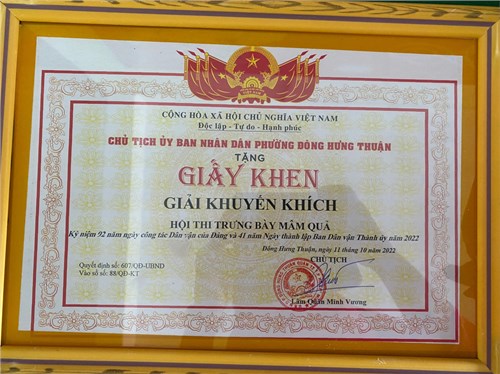 CỘNG HÒA XÃ HỘI CHỦ NGHĨA VIỆT NAM
Độc lập - Tự do - Hạnh phúc
CHỦ TỊCH ỦY BAN NHÂN DÂN PHƯỜNG ĐÔNG HƯNG THUẬN
TẶNG
GIẤY KHEN
GIẢI KHUYẾN KHÍCH
HỘI THI TRƯNG BÀY MÂM QUẢ
Kỷ niệm 92 năm ngày công tác Dân vận của Đảng và 41 năm Ngày thành lập Ban Dân vận Thành ủy năm 2022
Đông Hưng Thuận, ngày 11 tháng 10 năm 2022
Quyết định số: 607/QĐ-UBND
Vào sổ số: 88/QĐ-KT
CHỦ TỊCH
Lâm Quân Minh Vương